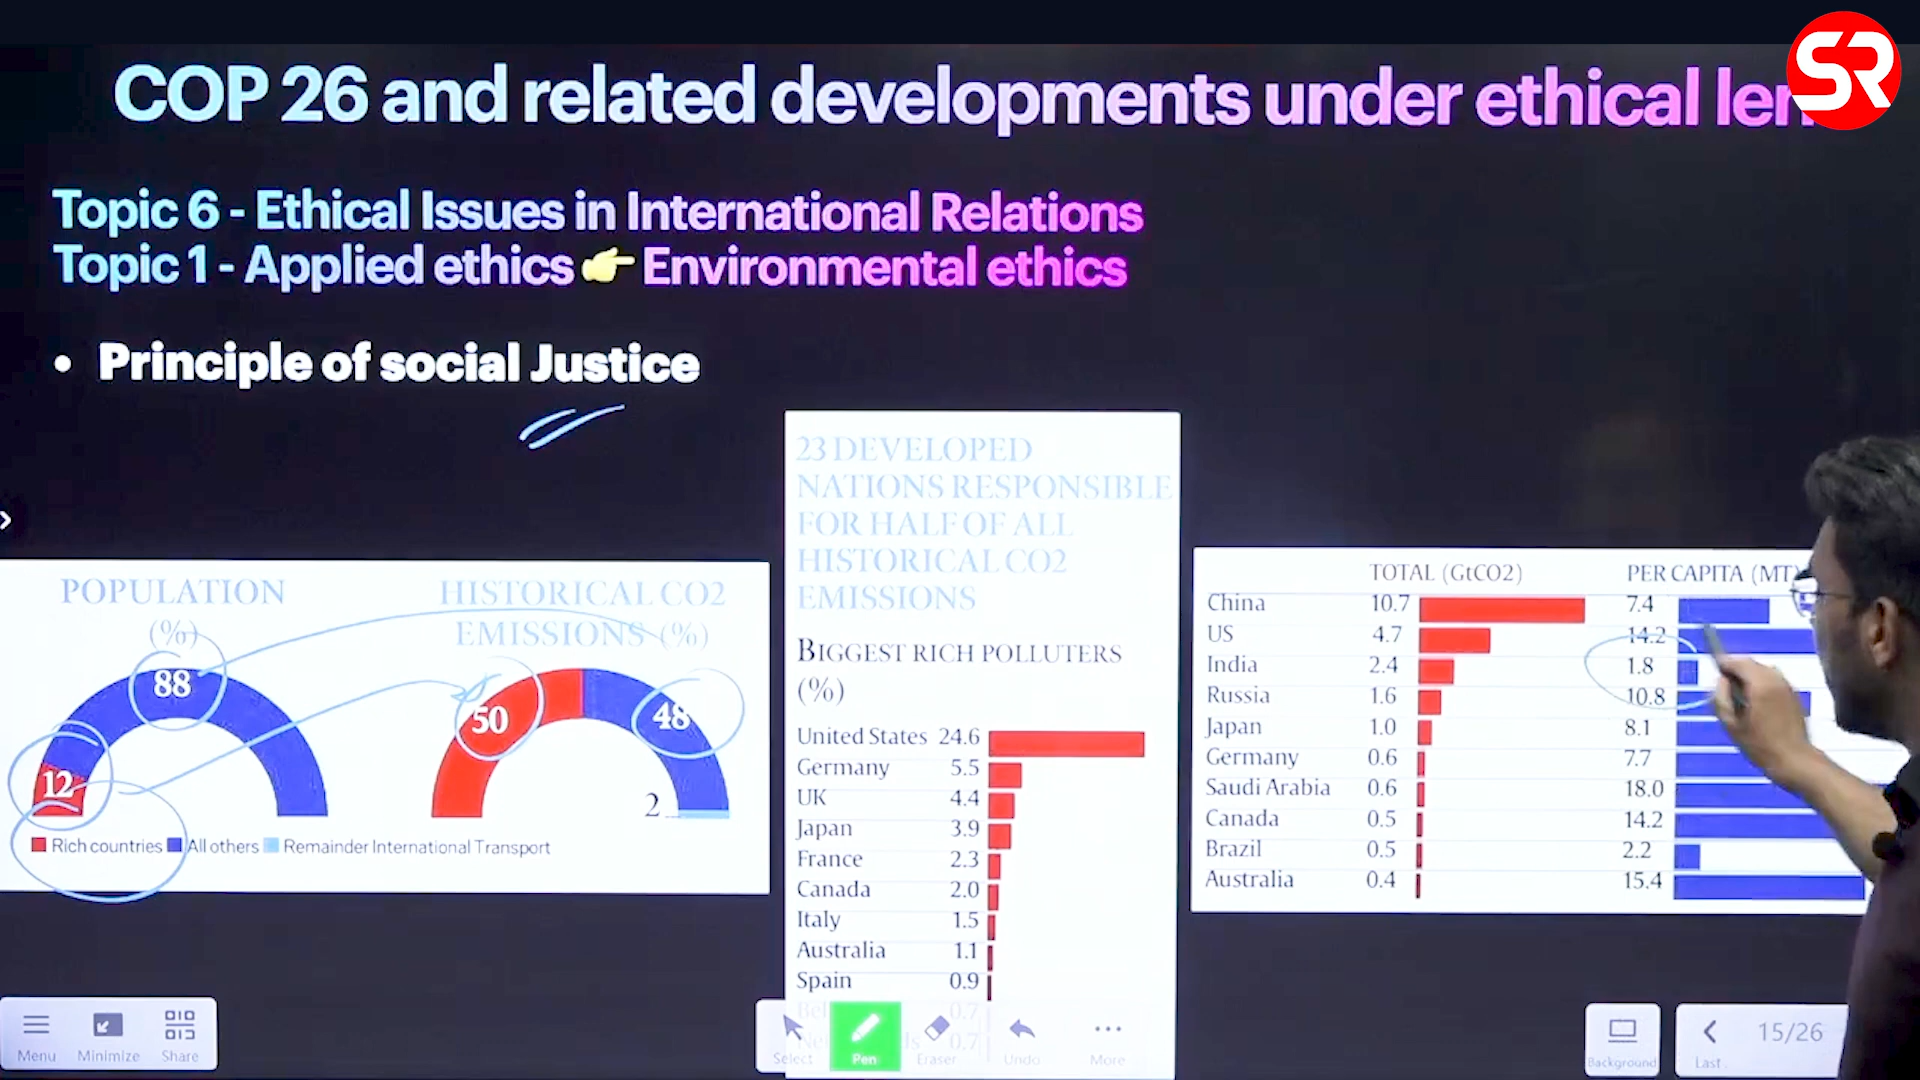 SR
COP 26 and related developments under ethical len
Topic 6 - Ethical Issues in International Relations
Topic 1 - Applied ethics 👉 Environmental ethics
• Principle of social Justice
POPULATION
(%)
88
12
HISTORICAL CO2
EMISSIONS (%)
50
48
2
Rich countries All others Remainder International Transport
23 DEVELOPED
NATIONS RESPONSIBLE
FOR HALF OF ALL
HISTORICAL CO2
EMISSIONS
BIGGEST RICH POLLUTERS
(%)
United States 24.6
Germany 5.5
UK 4.4
Japan 3.9
France 2.3
Canada 2.0
Italy 1.5
Australia 1.1
Spain 0.9
0.7
0.7
TOTAL (GtCO2) PER CAPITA (MT)
China 10.7 7.4
US 4.7 14.2
India 2.4 1.8
Russia 1.6 10.8
Japan 1.0 8.1
Germany 0.6 7.7
Saudi Arabia 0.6 18.0
Canada 0.5 14.2
Brazil 0.5 2.2
Australia 0.4 15.4
Menu Minimize Share
Select Pen Eraser Undo More
Background Last 15/26